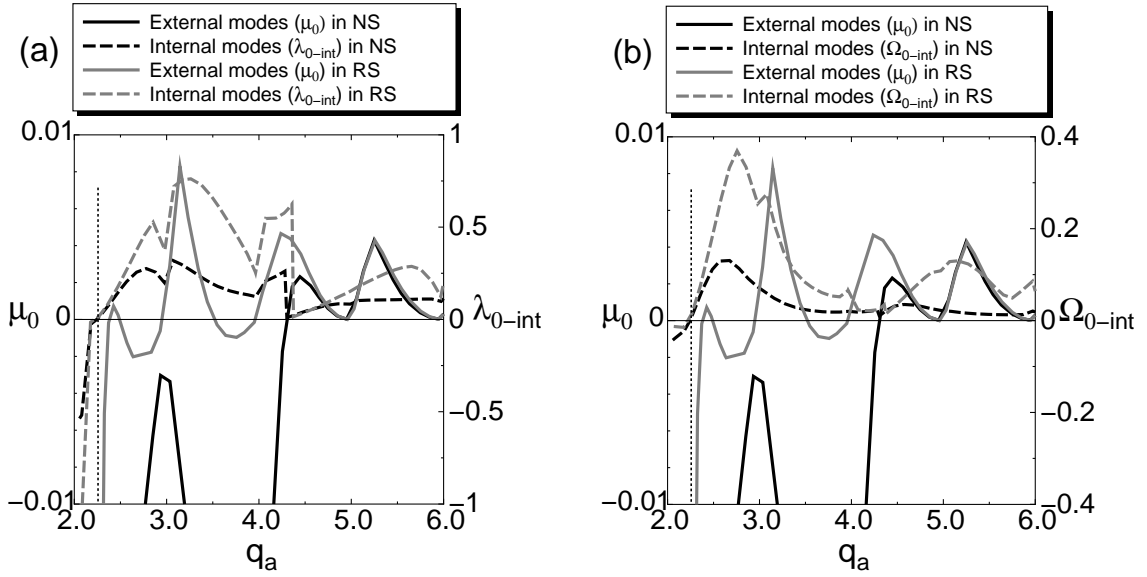 (a)
External modes (μ0) in NS
Internal modes (λ0−int) in NS
External modes (μ0) in RS
Internal modes (λ0−int) in RS
0.01
μ0
0
−0.01
1
0.5
0
λ0−int
−0.5
−1
2.0 3.0 4.0 5.0 6.0
qa
(b)
External modes (μ0) in NS
Internal modes (Ω0−int) in NS
External modes (μ0) in RS
Internal modes (Ω0−int) in RS
0.01
μ0
0
−0.01
0.4
0.2
0
Ω0−int
−0.2
−0.4
2.0 3.0 4.0 5.0 6.0
qa